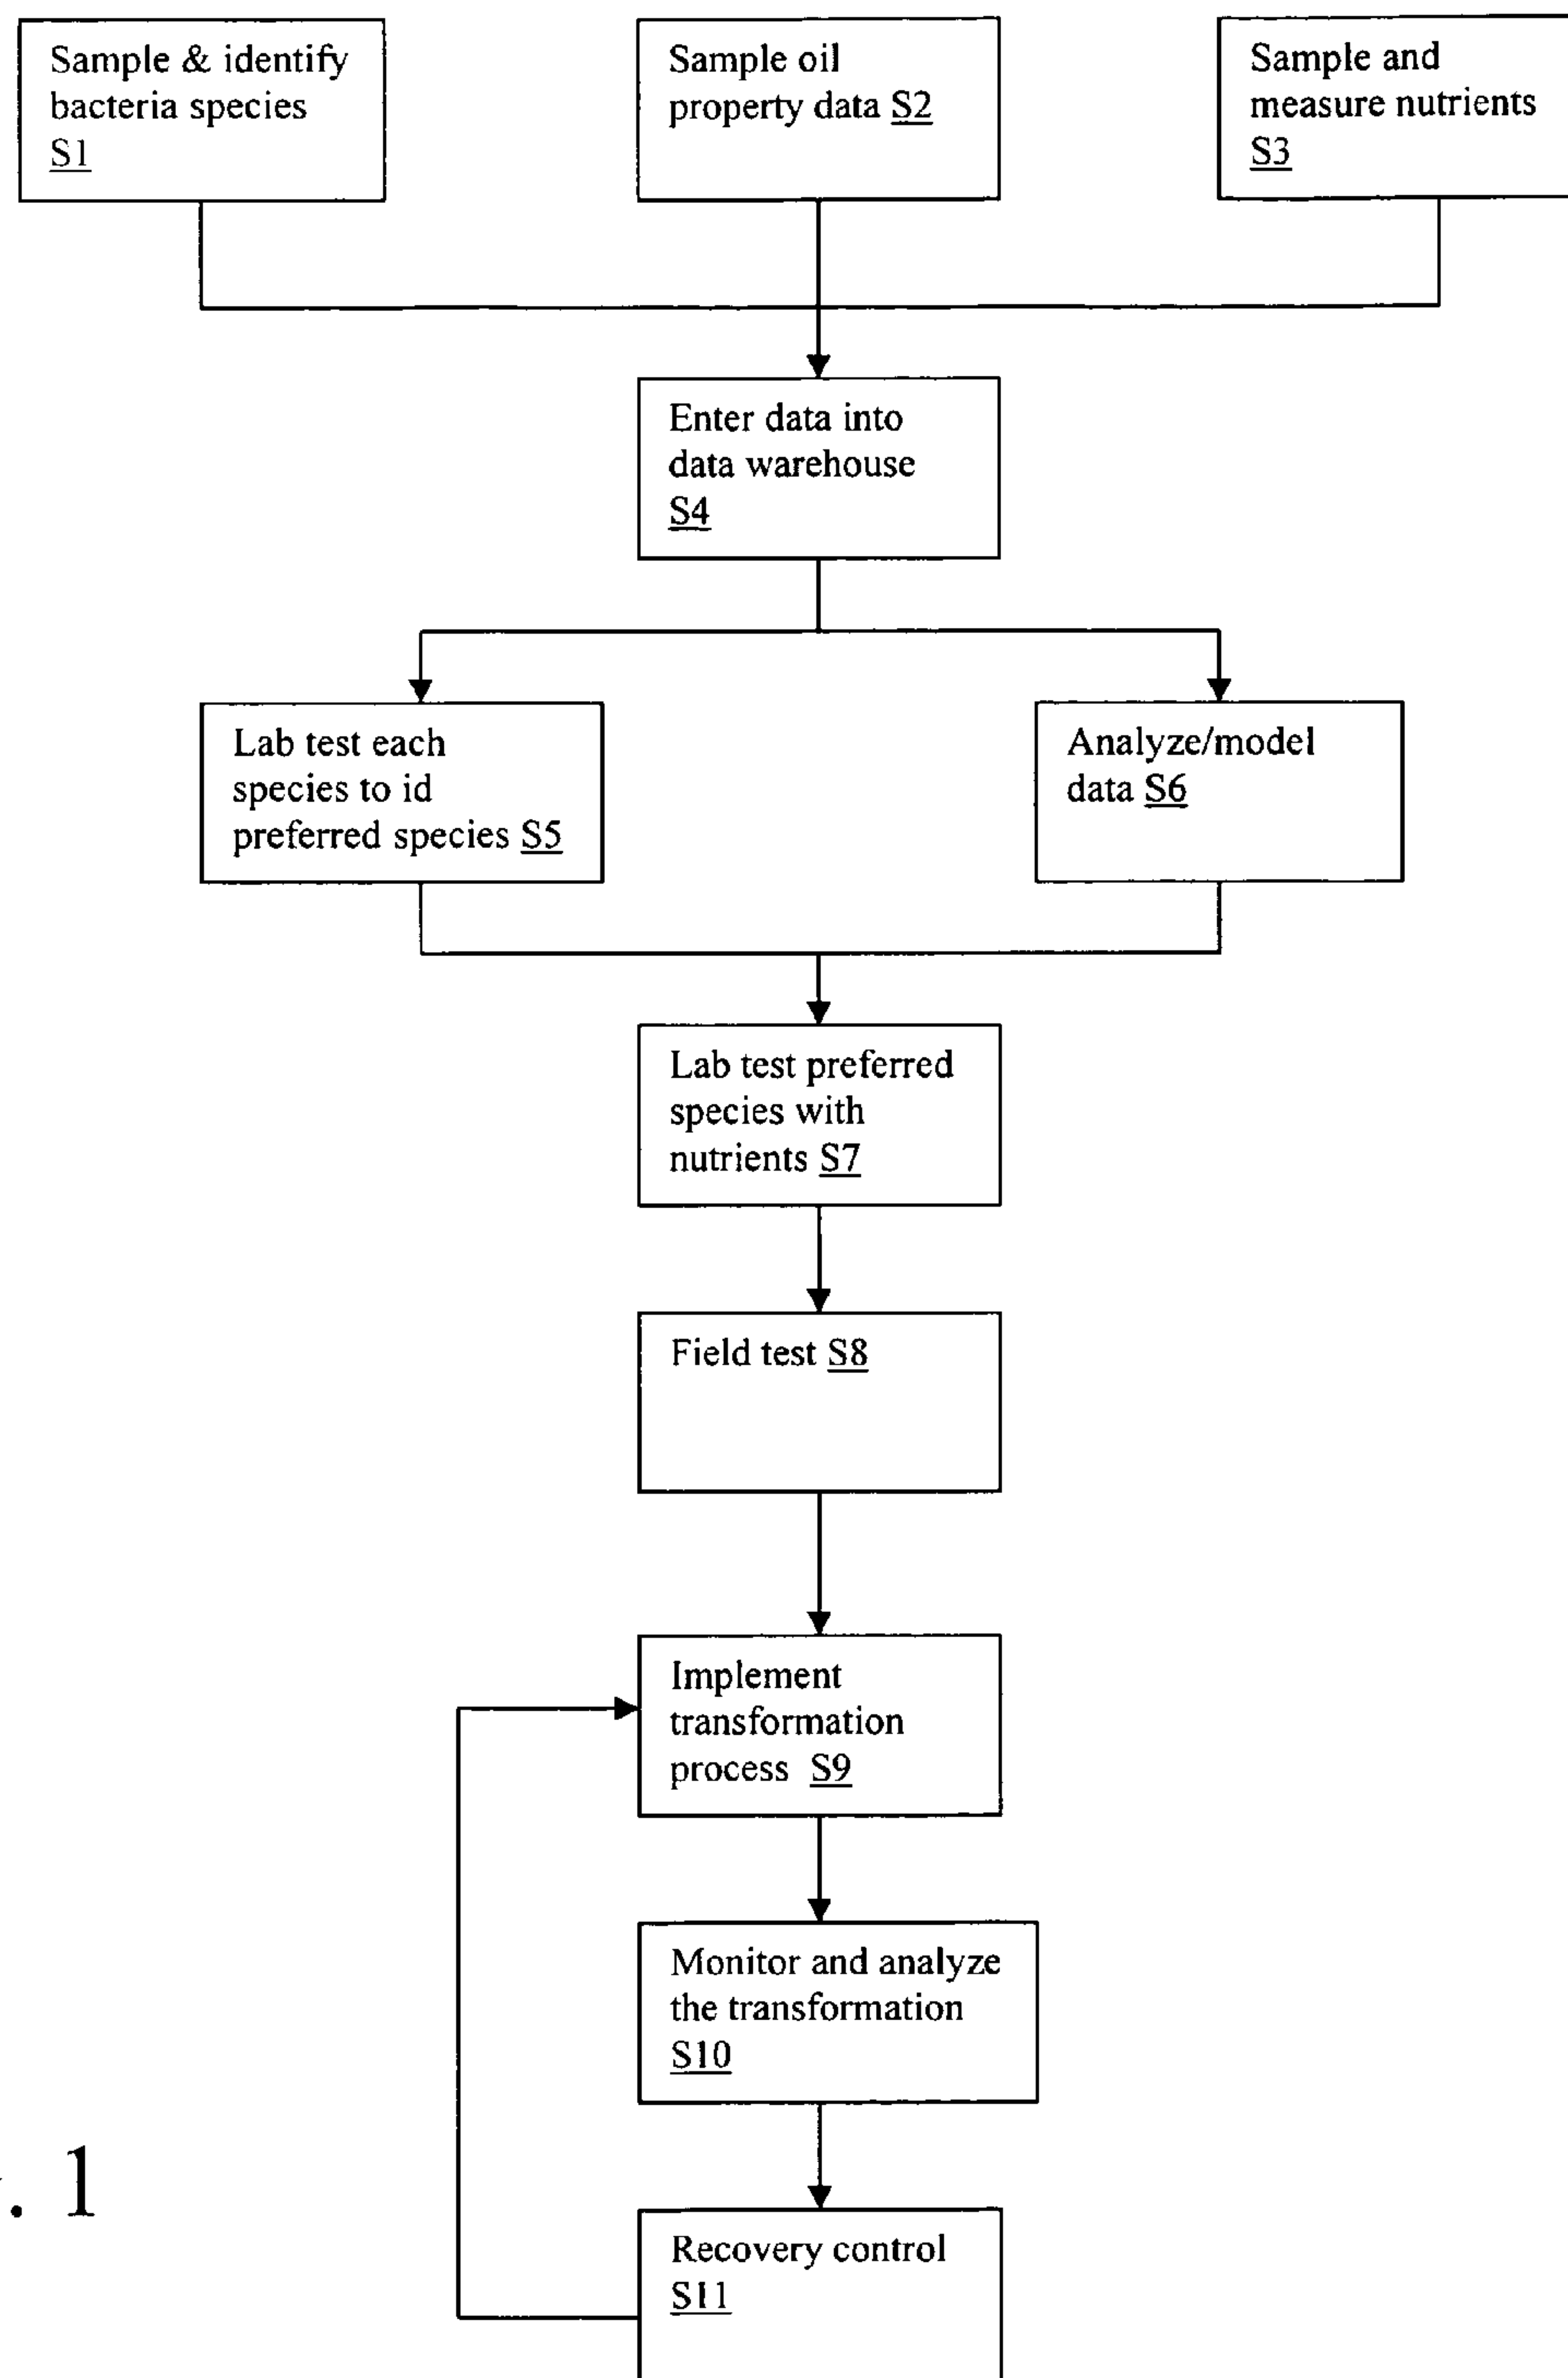 Sample & identify
bacteria species
S1
Sample oil
property data S2
Sample and
measure nutrients
S3
Enter data into
data warehouse
S4
Lab test each
species to id
preferred species S5
Analyze/model
data S6
Lab test preferred
species with
nutrients S7
Field test S8
Implement
transformation
process S9
Monitor and analyze
the transformation
S10
Recovery control
S11
. 1